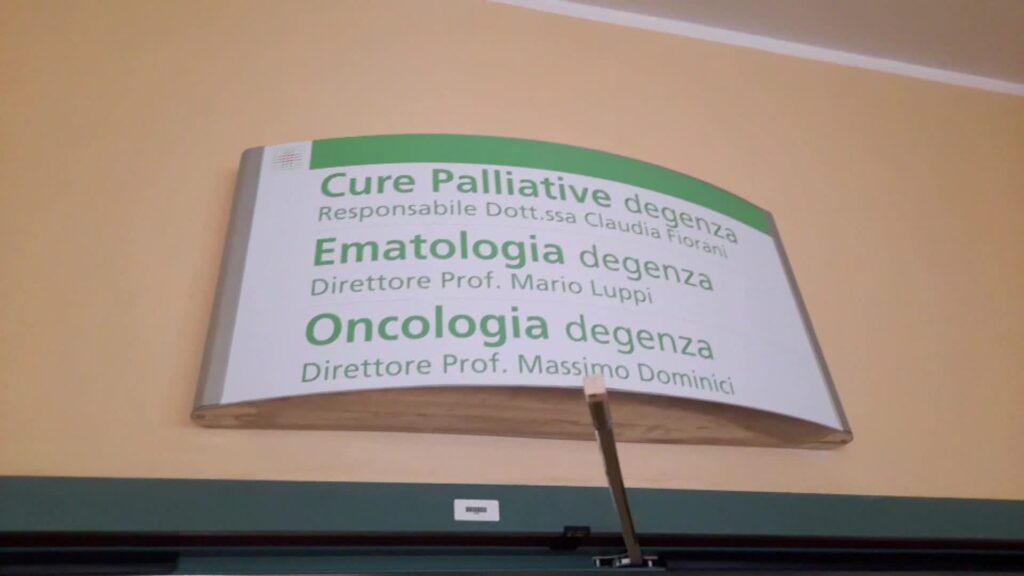 Cure Palliative degenza
Responsabile Dott.ssa Claudia Fiorani
Ematologia degenza
Direttore Prof. Mario Luppi
Oncologia degenza
Direttore Prof. Massimo Dominici